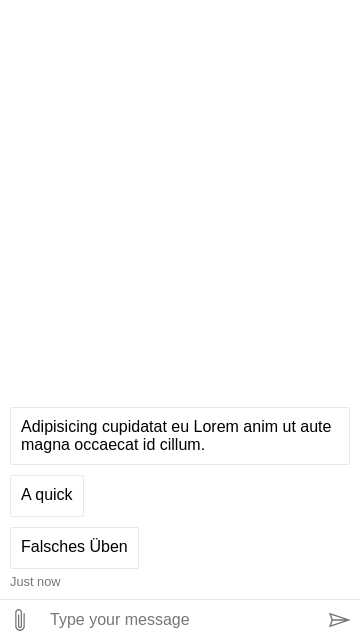 Adipisicing cupidatat eu Lorem anim ut aute
magna occaecat id cillum.
A quick
Falsches Üben
Just now
Type your message